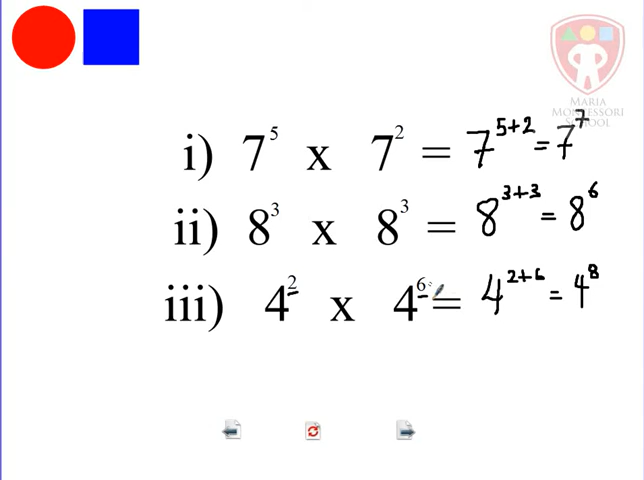 MARIA
MONTESSORI
SCHOOL
i) 7⁵ x 7² = 7⁵⁺² = 7⁷
ii) 8³ x 8³ = 8³⁺³ = 8⁶
iii) 4² x 4⁶ = 4²⁺⁶ = 4⁸